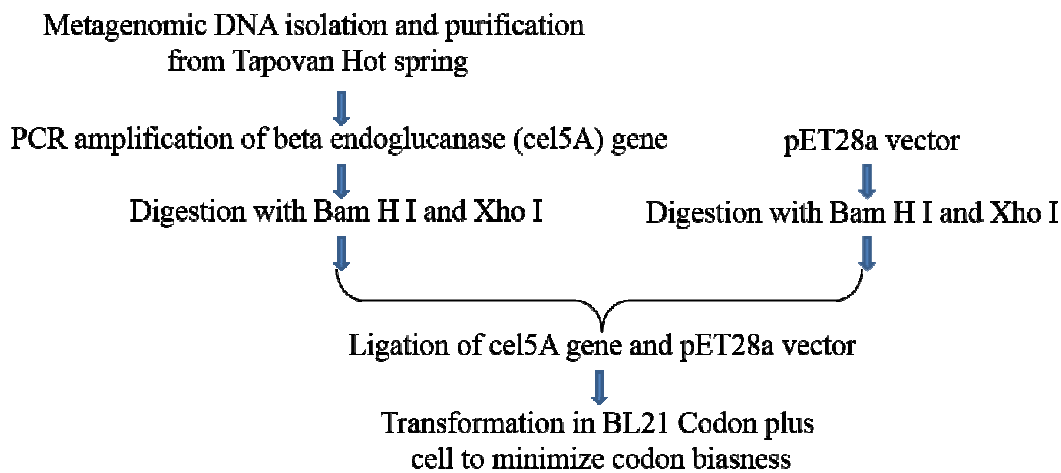 Metagenomic DNA isolation and purification
from Tapovan Hot spring
PCR amplification of beta endoglucanase (cel5A) gene
pET28a vector
Digestion with Bam H I and Xho I
Digestion with Bam H I and Xho I
Ligation of cel5A gene and pET28a vector
Transformation in BL21 Codon plus
cell to minimize codon biasness